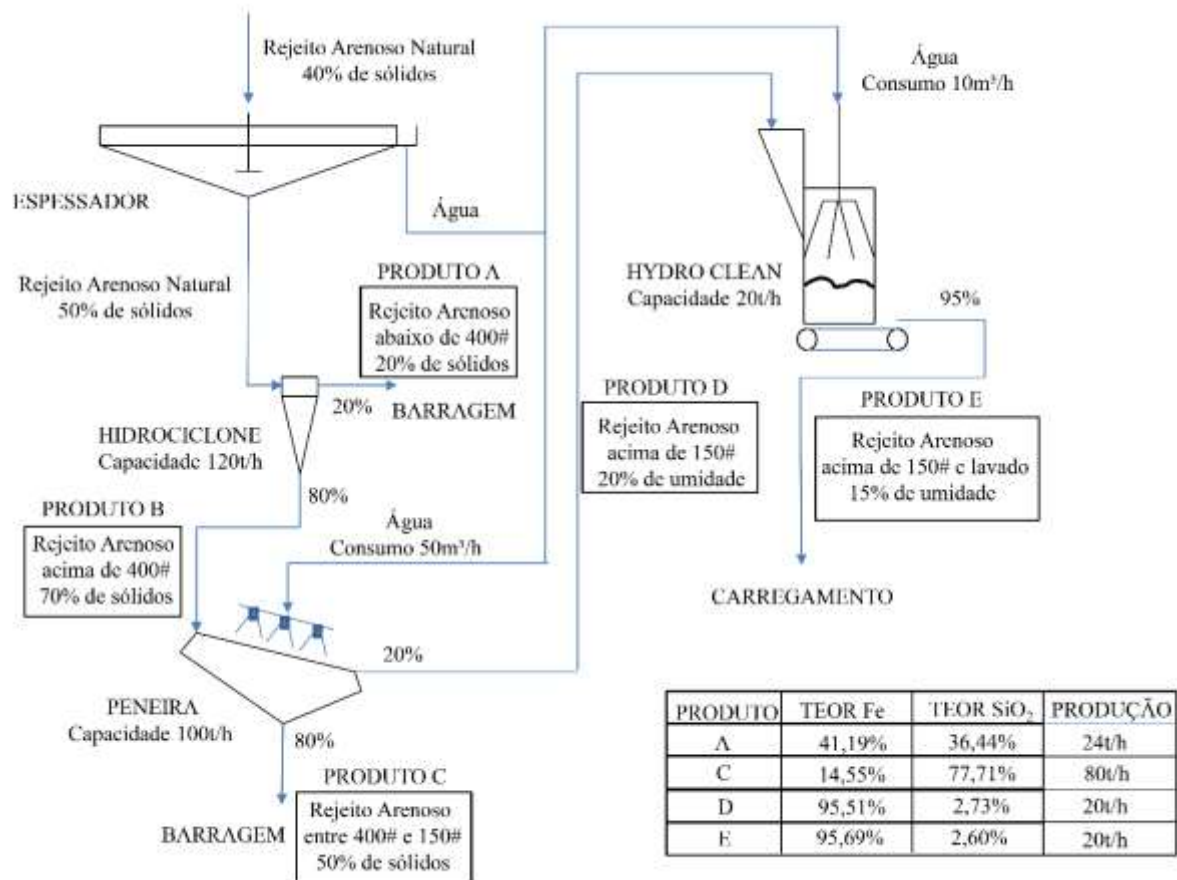 Rejeito Arenoso Natural
40% de sólidos
ESPESSADOR
Água
Rejeito Arenoso Natural
50% de sólidos
PRODUTO A
Rejeito Arenoso
abaixo de 400#
20% de sólidos
20%
BARRAGEM
HIDROCICLONE
Capacidade 120t/h
80%
PRODUTO B
Rejeito Arenoso
acima de 400#
70% de sólidos
Água
Consumo 50m³/h
20%
PENEIRA
Capacidade 100t/h
80%
PRODUTO C
Rejeito Arenoso
entre 400# e 150#
50% de sólidos
BARRAGEM
Água
Consumo 10m³/h
HYDRO CLEAN
Capacidade 20t/h
95%
PRODUTO D
Rejeito Arenoso
acima de 150#
20% de umidade
PRODUTO E
Rejeito Arenoso
acima de 150# e lavado
15% de umidade
CARREGAMENTO
PRODUTO TEOR Fe TEOR SiO₂ PRODUÇÃO
A 41,19% 36,44% 24t/h
C 14,55% 77,71% 80t/h
D 95,51% 2,73% 20t/h
E 95,69% 2,60% 20t/h